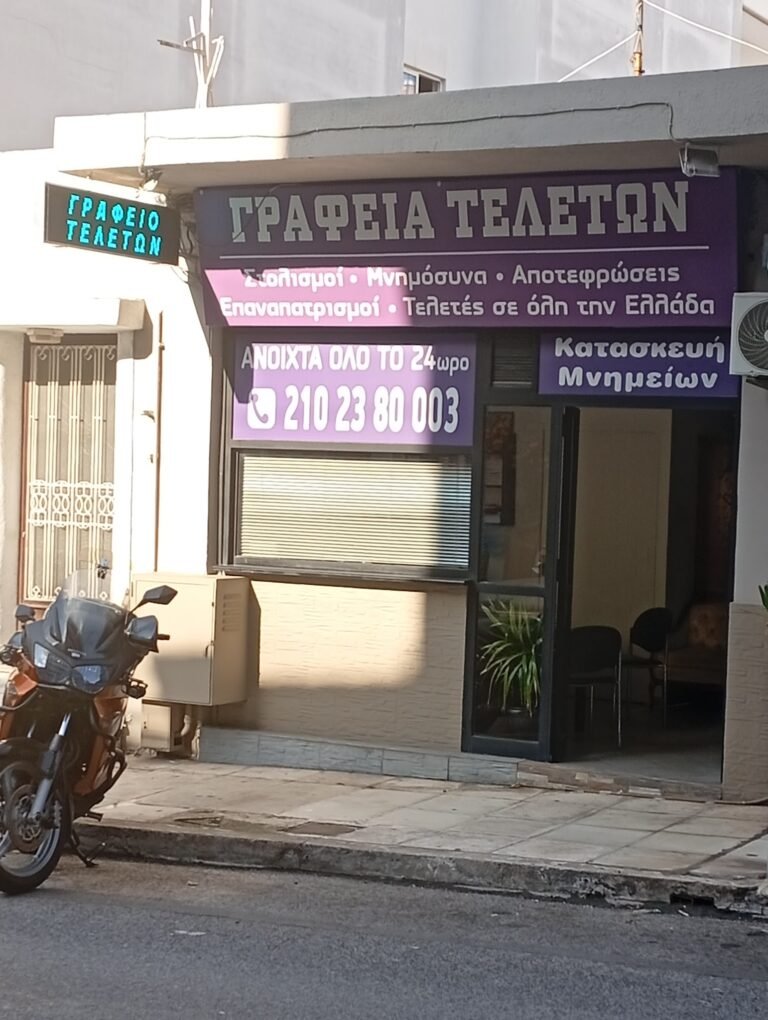 ΓΡΑΦΕΙΟ
ΤΕΛΕΤΩΝ
ΓΡΑΦΕΙΑ ΤΕΛΕΤΩΝ
Στολισμοί • Μνημόσυνα • Αποτεφρώσεις
Επαναπατρισμοί • Τελετές σε όλη την Ελλάδα
ΑΝΟΙΧΤΑ ΟΛΟ ΤΟ 24ωρο
210 23 80 003
Κατασκευή
Μνημείων